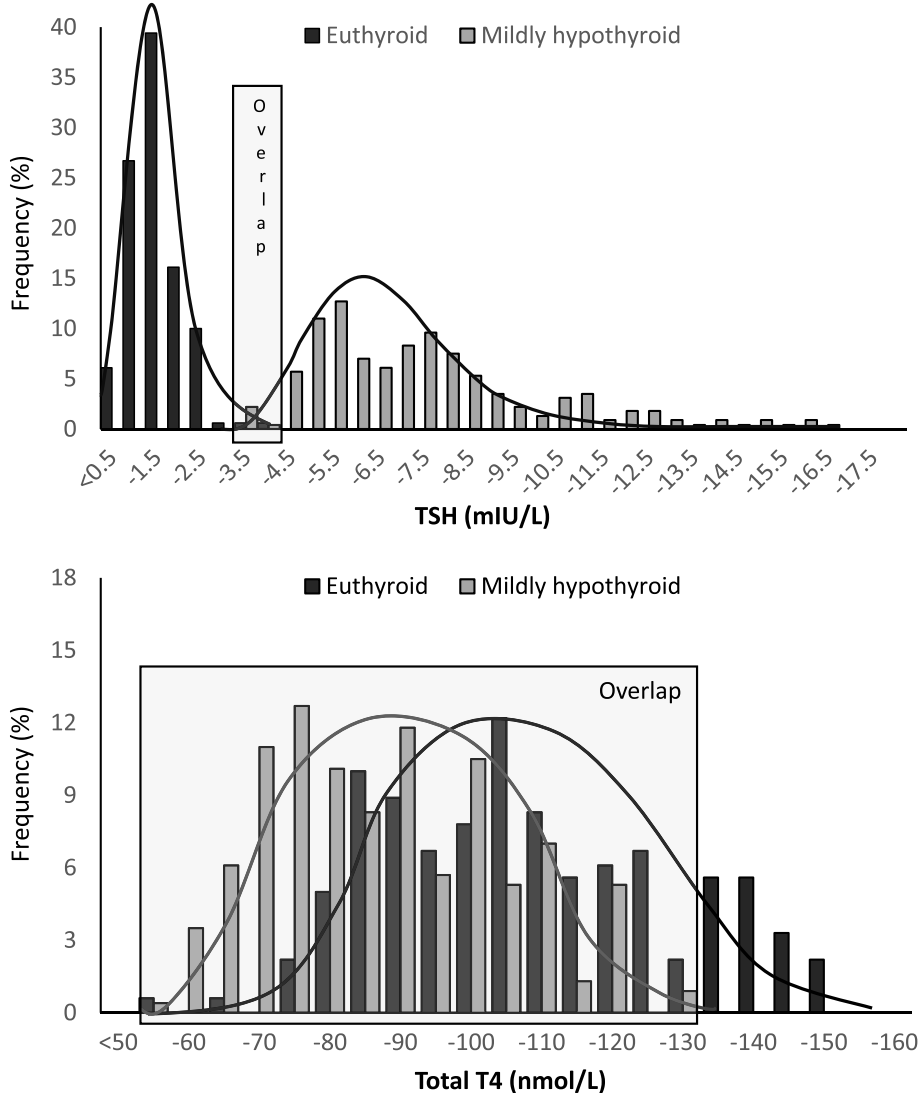 Euthyroid Mildly hypothyroid
40
35
30
25
20
15
10
5
0
Frequency (%)
Overlap
<0.5 -1.5 -2.5 -3.5 -4.5 -5.5 -6.5 -7.5 -8.5 -9.5 -10.5 -11.5 -12.5 -13.5 -14.5 -15.5 -16.5 -17.5
TSH (mIU/L)
Euthyroid Mildly hypothyroid
18
15
12
9
6
3
0
Frequency (%)
Overlap
<50 -60 -70 -80 -90 -100 -110 -120 -130 -140 -150 -160
Total T4 (nmol/L)